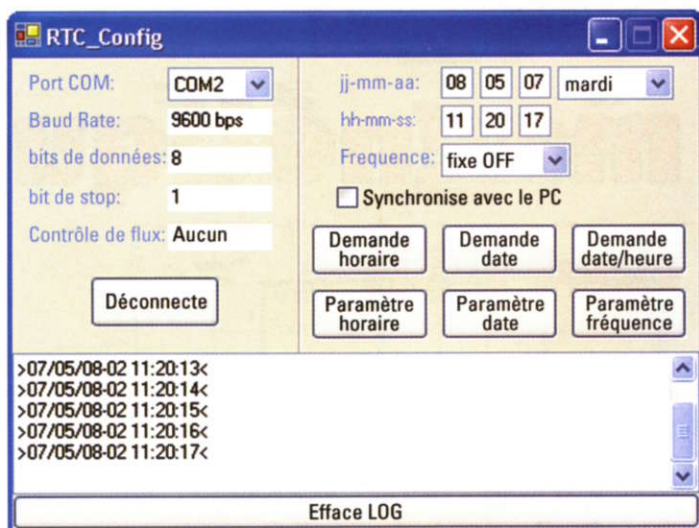 RTC_Config
Port COM: COM2
Baud Rate: 9600 bps
bits de données: 8
bit de stop: 1
Contrôle de flux: Aucun
Déconnecte
jj-mm-aa: 08 05 07 mardi
hh-mm-ss: 11 20 17
Frequence: fixe OFF
Synchronise avec le PC
Demande horaire
Demande date
Demande date/heure
Paramètre horaire
Paramètre date
Paramètre fréquence
>07/05/08-02 11:20:13<
>07/05/08-02 11:20:14<
>07/05/08-02 11:20:15<
>07/05/08-02 11:20:16<
>07/05/08-02 11:20:17<
Efface LOG